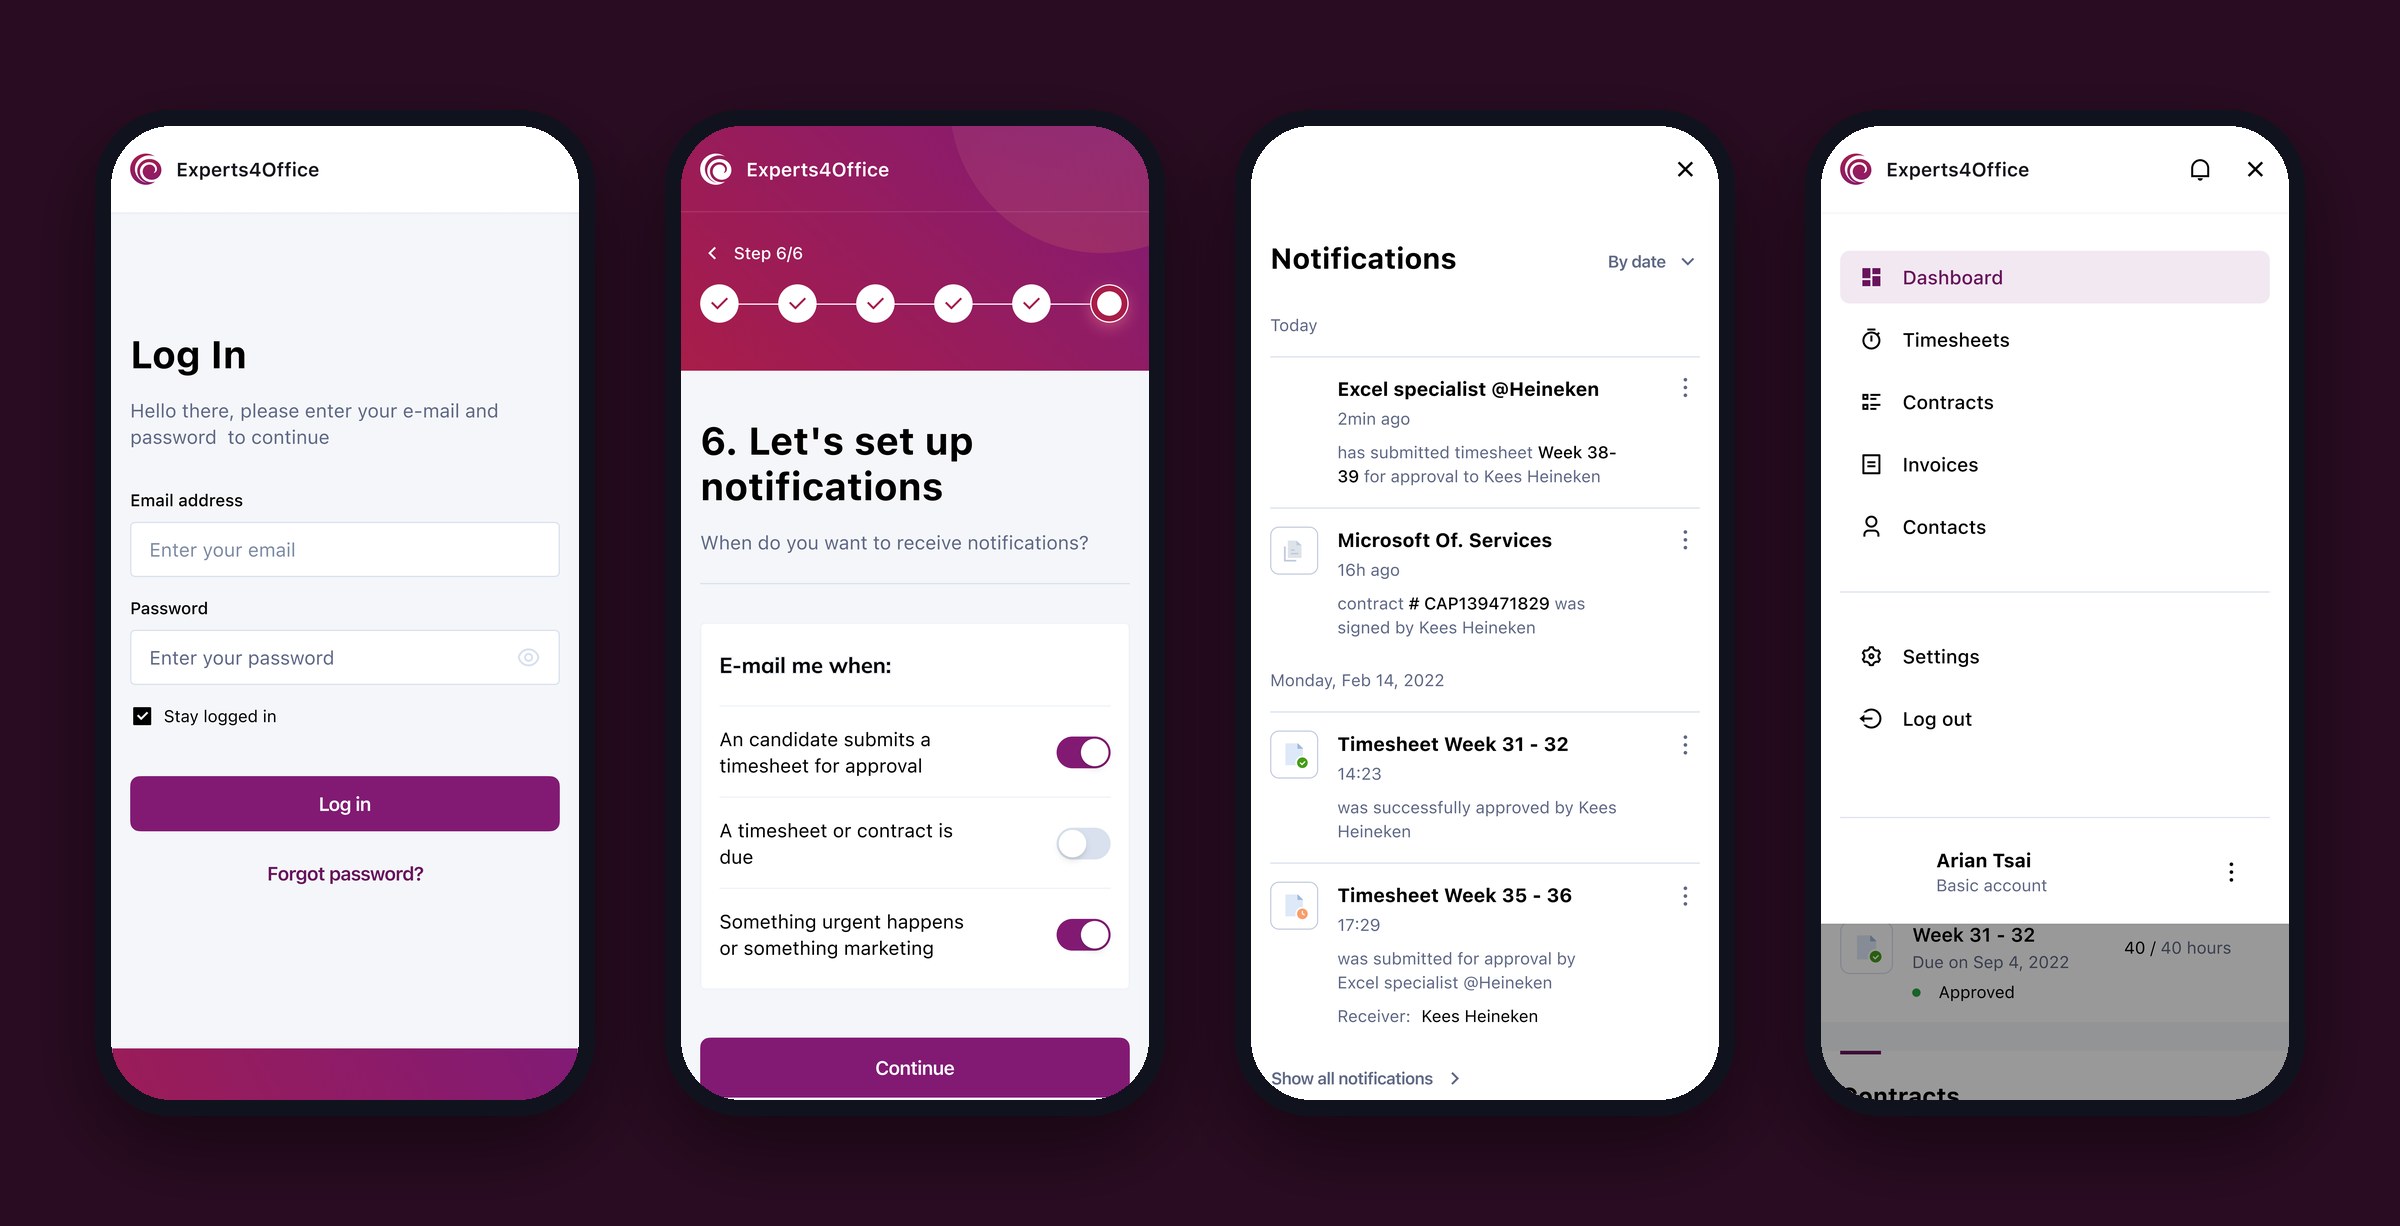 Experts4Office
Log In
Hello there, please enter your e-mail and
password  to continue
Email address
Enter your email
Password
Enter your password
Stay logged in
Log in
Forgot password?
Experts4Office
Step 6/6
6. Let's set up
notifications
When do you want to receive notifications?
E-mail me when:
An candidate submits a
timesheet for approval
A timesheet or contract is
due
Something urgent happens
or something marketing
Continue
Notifications
By date
Today
Excel specialist @Heineken
2min ago
has submitted timesheet Week 38-
39 for approval to Kees Heineken
Microsoft Of. Services
16h ago
contract # CAP139471829 was
signed by Kees Heineken
Monday, Feb 14, 2022
Timesheet Week 31 - 32
14:23
was successfully approved by Kees
Heineken
Timesheet Week 35 - 36
17:29
was submitted for approval by
Excel specialist @Heineken
Receiver: Kees Heineken
Show all notifications
Experts4Office
Dashboard
Timesheets
Contracts
Invoices
Contacts
Settings
Log out
Arian Tsai
Basic account
Week 31 - 32
40 / 40 hours
Due on Sep 4, 2022
Approved
Contracts